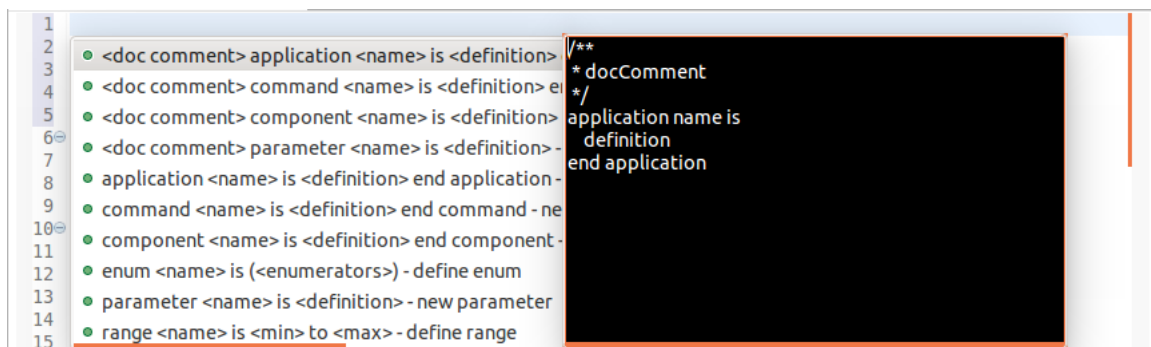 1
2
3
4
5
6
7
8
9
10
11
12
13
14
15
<doc comment> application <name> is <definition>
<doc comment> command <name> is <definition> e
<doc comment> component <name> is <definition>
<doc comment> parameter <name> is <definition> -
application <name> is <definition> end application -
command <name> is <definition> end command - ne
component <name> is <definition> end component -
enum <name> is (<enumerators>) - define enum
parameter <name> is <definition> - new parameter
range <name> is <min> to <max> - define range
/**
* docComment
*/
application name is
definition
end application